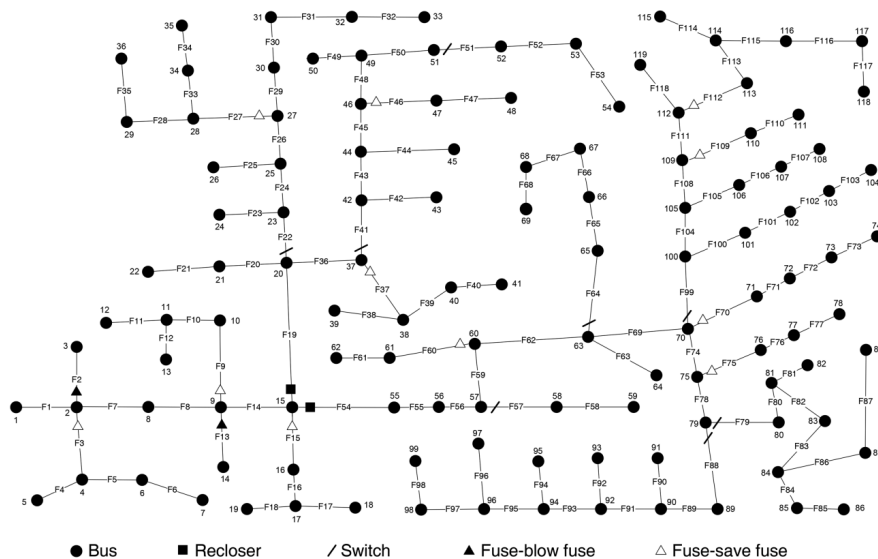 115 F114 114 F115 116 F116 117
31 F31 32 F32 33
35 F34 34 F33
36 F35 29 F28 28 F27 27
F30 30 F29
50 F49 49 F50 51 F51 52 F52 53
F53 54
F48 46 F46 47 F47 48
119 F118 112 F112 113 F113
F117 118
F45 44 F44 45
F111 109 F109 110 F110 111
F26 25 F25 26
68 F67 67 F66 66
F68 69
F108 105 F105 106 F106 107 F107 108
F43 42 F42 43
F24 23 F23 24
F65 65
F104 100 F100 101 F101 102 F102 103 F103 104
F22 20 F20 21 F21 22
F36 37 F41
F37 38 F38 39
F39 40 F40 41
F64 63
F99 70 F70 71 F71 72 F72 73 F73 74
12 F11 11 F10 10
F12 13
F19
62 F61 61 F60 60 F62 F69
F63 64
F74 75 F75 76 F76 77 F77 78
3 F2 F9 F59
81 F81 82
F80 80 F82 83
1 F1 2 F7 8 F8 9 F14 15 F54 55 F55 56 F56 57 F57 F58 59
F78 79 F79
F3 F13 14 F15 16
5 F4 4 F5 6 F6 7
F16 17 F17 18
F18 19
99 F98 98 F97 96 F95 94 F93 92 F91 90 F89 89 F88
97 F96
95 F94
93 F92
91 F90
F83 84 F86
F84 85 F85 86
Bus Recloser Switch Fuse-blow fuse Fuse-save fuse